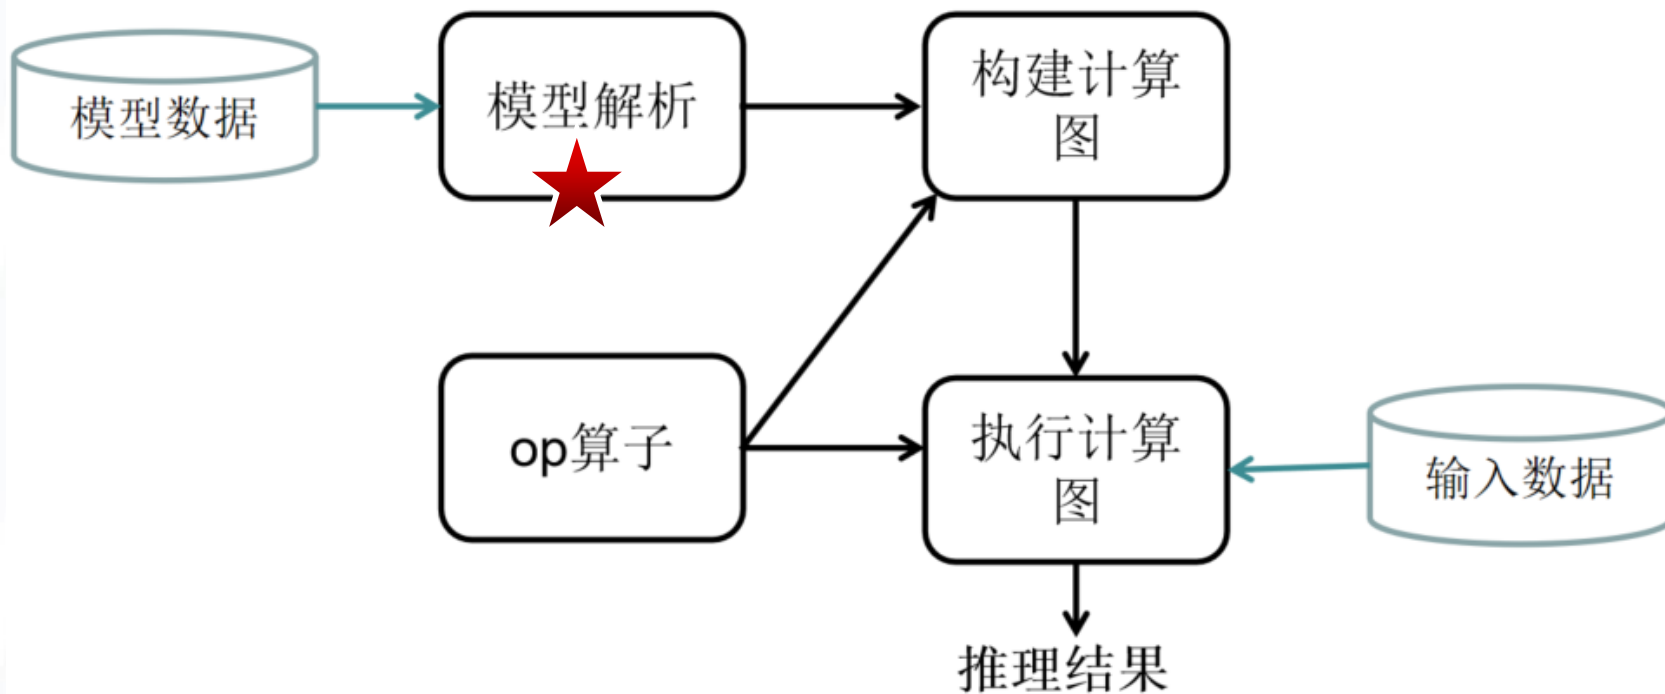 模型数据
模型解析
构建计算
图
op算子
执行计算
图
输入数据
推理结果